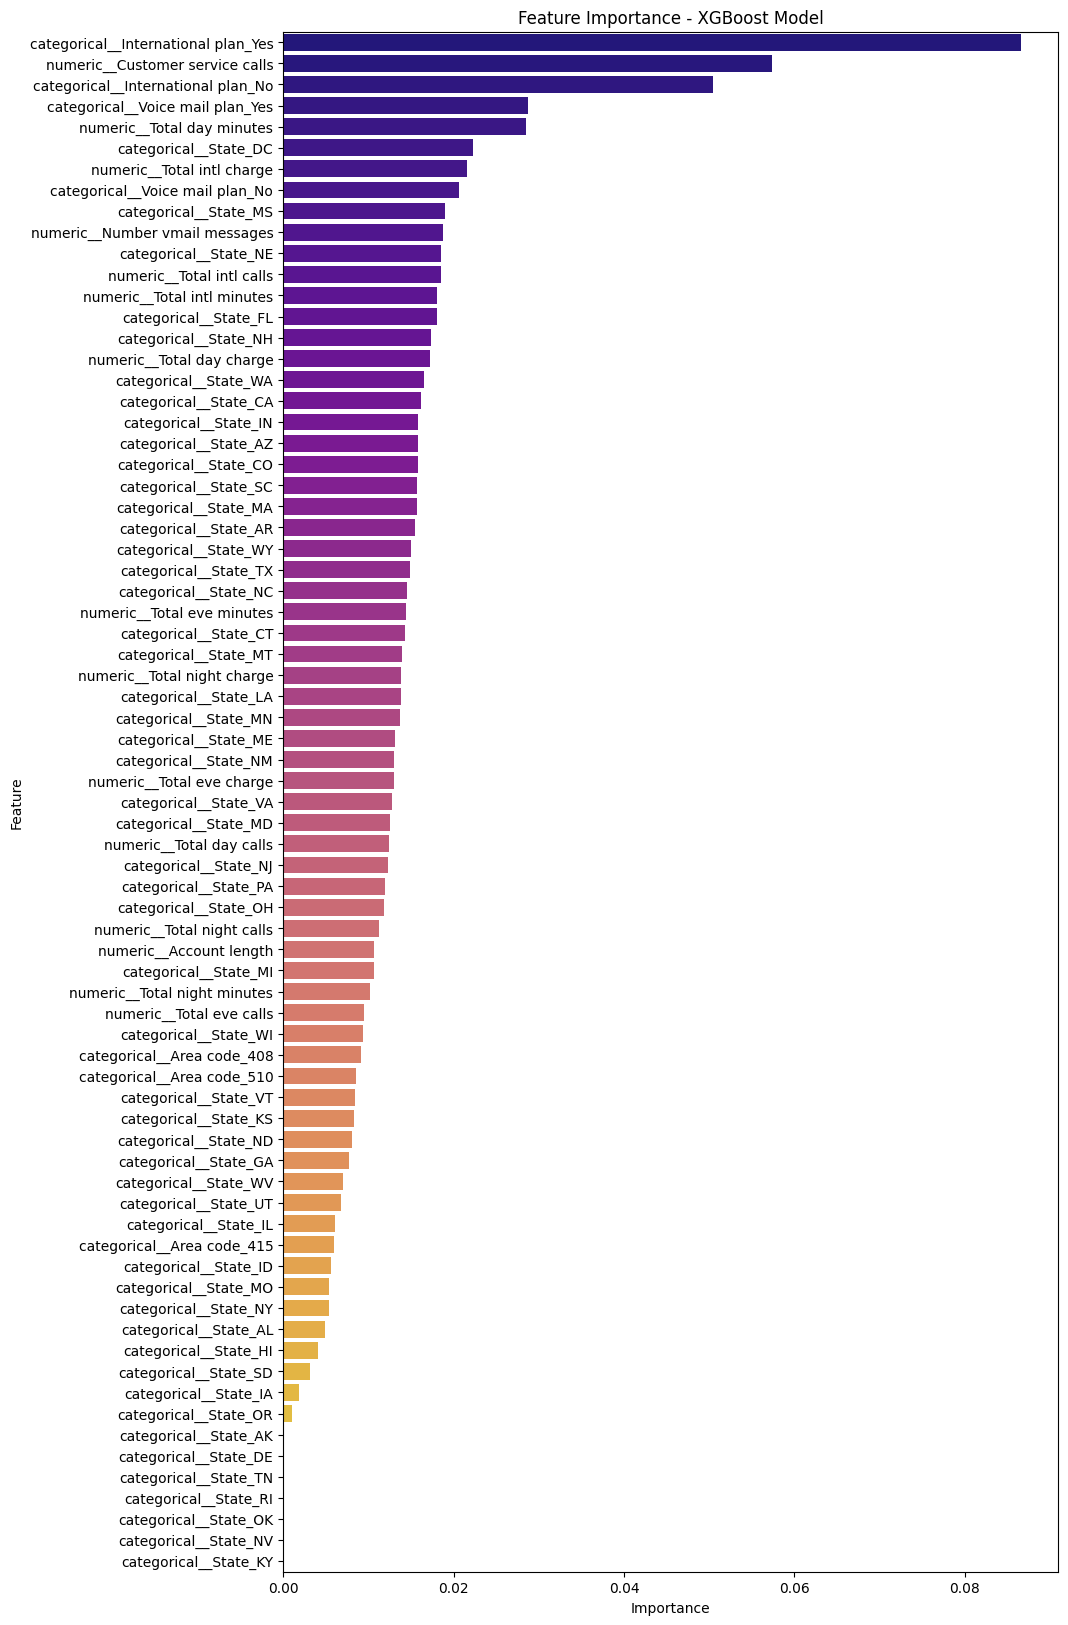 Feature Importance - XGBoost Model
categorical__International plan_Yes
numeric__Customer service calls
categorical__International plan_No
categorical__Voice mail plan_Yes
numeric__Total day minutes
categorical__State_DC
numeric__Total intl charge
categorical__Voice mail plan_No
categorical__State_MS
numeric__Number vmail messages
categorical__State_NE
numeric__Total intl calls
numeric__Total intl minutes
categorical__State_FL
categorical__State_NH
numeric__Total day charge
categorical__State_WA
categorical__State_CA
categorical__State_IN
categorical__State_AZ
categorical__State_CO
categorical__State_SC
categorical__State_MA
categorical__State_AR
categorical__State_WY
categorical__State_TX
categorical__State_NC
numeric__Total eve minutes
categorical__State_CT
categorical__State_MT
numeric__Total night charge
categorical__State_LA
categorical__State_MN
categorical__State_ME
categorical__State_NM
numeric__Total eve charge
categorical__State_VA
categorical__State_MD
numeric__Total day calls
categorical__State_NJ
categorical__State_PA
categorical__State_OH
numeric__Total night calls
numeric__Account length
categorical__State_MI
numeric__Total night minutes
numeric__Total eve calls
categorical__State_WI
categorical__Area code_408
categorical__Area code_510
categorical__State_VT
categorical__State_KS
categorical__State_ND
categorical__State_GA
categorical__State_WV
categorical__State_UT
categorical__State_IL
categorical__Area code_415
categorical__State_ID
categorical__State_MO
categorical__State_NY
categorical__State_AL
categorical__State_HI
categorical__State_SD
categorical__State_IA
categorical__State_OR
categorical__State_AK
categorical__State_DE
categorical__State_TN
categorical__State_RI
categorical__State_OK
categorical__State_NV
categorical__State_KY
Feature
0.00 0.02 0.04 0.06 0.08
Importance